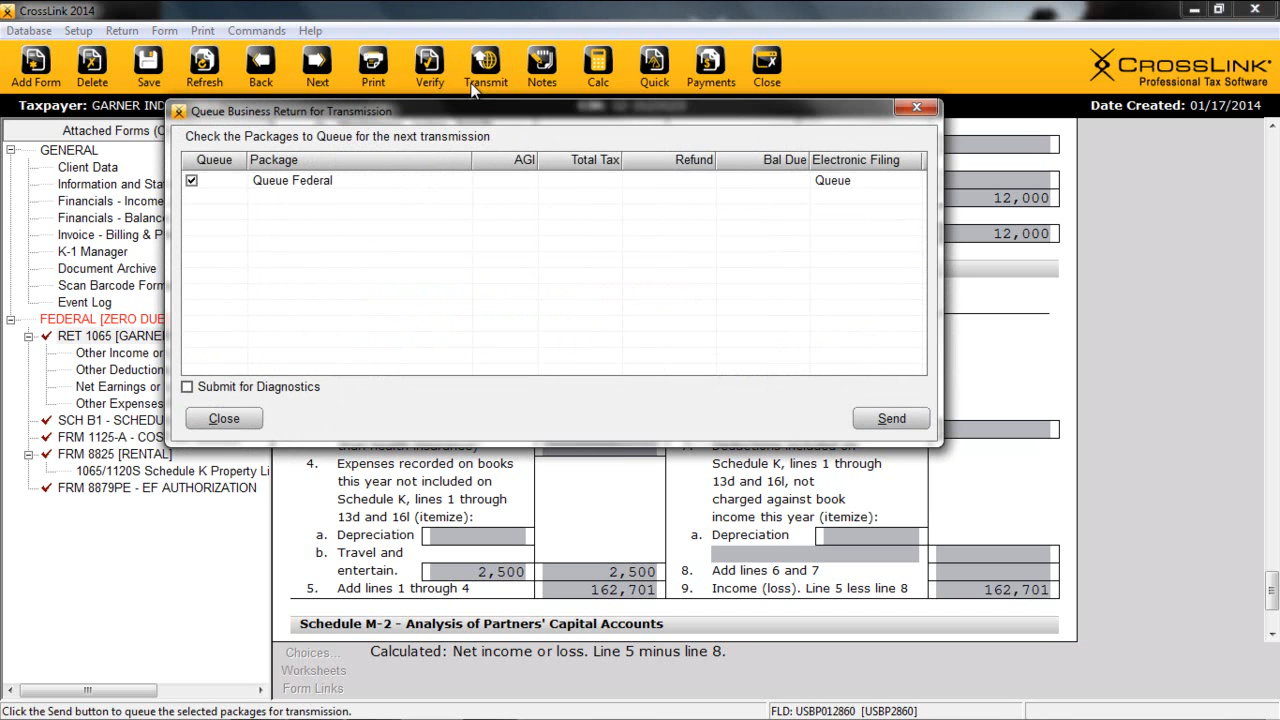 CrossLink 2014
Database Setup Return Form Print Commands Help
Add Form Delete Save Refresh Back Next Print Verify Transmit Notes Calc Quick Payments Close
CROSSLINK
Professional Tax Software
Taxpayer: GARNER IND
Date Created: 01/17/2014
Queue Business Return for Transmission
Check the Packages to Queue for the next transmission
Queue Package AGI Total Tax Refund Bal Due Electronic Filing
Queue Federal Queue
Submit for Diagnostics
Close Send
Attached Forms (C
GENERAL
Client Data
Information and Sta
Financials - Income
Financials - Balanc
Invoice - Billing & P
K-1 Manager
Document Archive
Scan Barcode Form
Event Log
FEDERAL [ZERO DUE
RET 1065 [GARNER
Other Income or
Other Deduction
Net Earnings or
Other Expenses
SCH B1 - SCHEDU
FRM 1125-A - COS
FRM 8825 [RENTAL]
1065/1120S Schedule K Property Li
FRM 8879PE - EF AUTHORIZATION
12,000
12,000
4. Expenses recorded on books
this year not included on
Schedule K, lines 1 through
13d and 16l (itemize):
a. Depreciation
b. Travel and
entertain. 2,500 2,500
5. Add lines 1 through 4 162,701
Schedule K, lines 1 through
13d and 16l, not
charged against book
income this year (itemize):
a. Depreciation
8. Add lines 6 and 7
9. Income (loss). Line 5 less line 8 162,701
Schedule M-2 - Analysis of Partners' Capital Accounts
Choices... Calculated: Net income or loss. Line 5 minus line 8.
Worksheets
Form Links
Click the Send button to queue the selected packages for transmission.
FLD: USBP012860 [USBP2860]